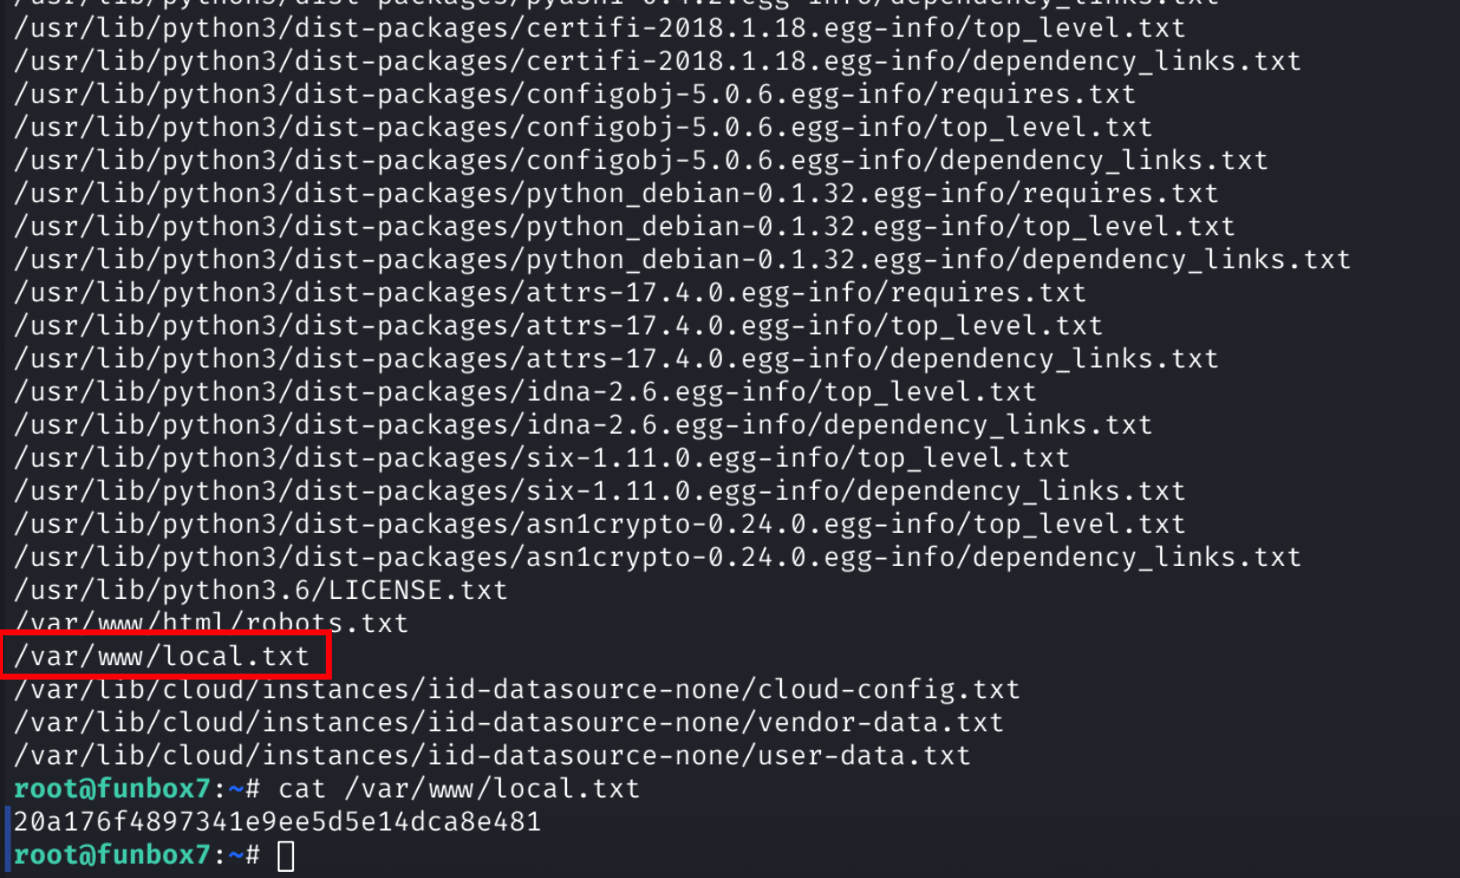 /usr/lib/python3/dist-packages/pyasn1-0.4.2.egg-info/dependency_links.txt
/usr/lib/python3/dist-packages/certifi-2018.1.18.egg-info/top_level.txt
/usr/lib/python3/dist-packages/certifi-2018.1.18.egg-info/dependency_links.txt
/usr/lib/python3/dist-packages/configobj-5.0.6.egg-info/requires.txt
/usr/lib/python3/dist-packages/configobj-5.0.6.egg-info/top_level.txt
/usr/lib/python3/dist-packages/configobj-5.0.6.egg-info/dependency_links.txt
/usr/lib/python3/dist-packages/python_debian-0.1.32.egg-info/requires.txt
/usr/lib/python3/dist-packages/python_debian-0.1.32.egg-info/top_level.txt
/usr/lib/python3/dist-packages/python_debian-0.1.32.egg-info/dependency_links.txt
/usr/lib/python3/dist-packages/attrs-17.4.0.egg-info/requires.txt
/usr/lib/python3/dist-packages/attrs-17.4.0.egg-info/top_level.txt
/usr/lib/python3/dist-packages/attrs-17.4.0.egg-info/dependency_links.txt
/usr/lib/python3/dist-packages/idna-2.6.egg-info/top_level.txt
/usr/lib/python3/dist-packages/idna-2.6.egg-info/dependency_links.txt
/usr/lib/python3/dist-packages/six-1.11.0.egg-info/top_level.txt
/usr/lib/python3/dist-packages/six-1.11.0.egg-info/dependency_links.txt
/usr/lib/python3/dist-packages/asn1crypto-0.24.0.egg-info/top_level.txt
/usr/lib/python3/dist-packages/asn1crypto-0.24.0.egg-info/dependency_links.txt
/usr/lib/python3.6/LICENSE.txt
/var/www/html/robots.txt
/var/www/local.txt
/var/lib/cloud/instances/iid-datasource-none/cloud-config.txt
/var/lib/cloud/instances/iid-datasource-none/vendor-data.txt
/var/lib/cloud/instances/iid-datasource-none/user-data.txt
root@funbox7:~# cat /var/www/local.txt
20a176f4897341e9ee5d5e14dca8e481
root@funbox7:~#